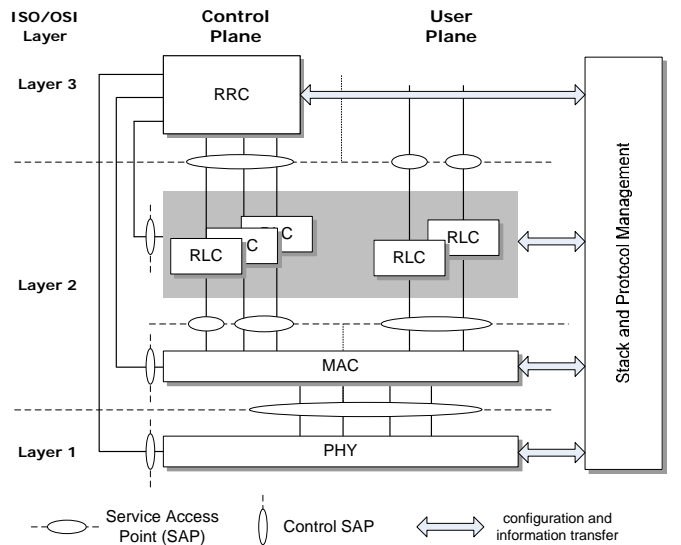 ISO/OSI
Layer
Control
Plane
User
Plane
Layer 3
RRC
Stack and Protocol Management
Layer 2
RLC
C
C
RLC
RLC
MAC
Layer 1
PHY
Service Access
Point (SAP)
Control SAP
configuration and
information transfer